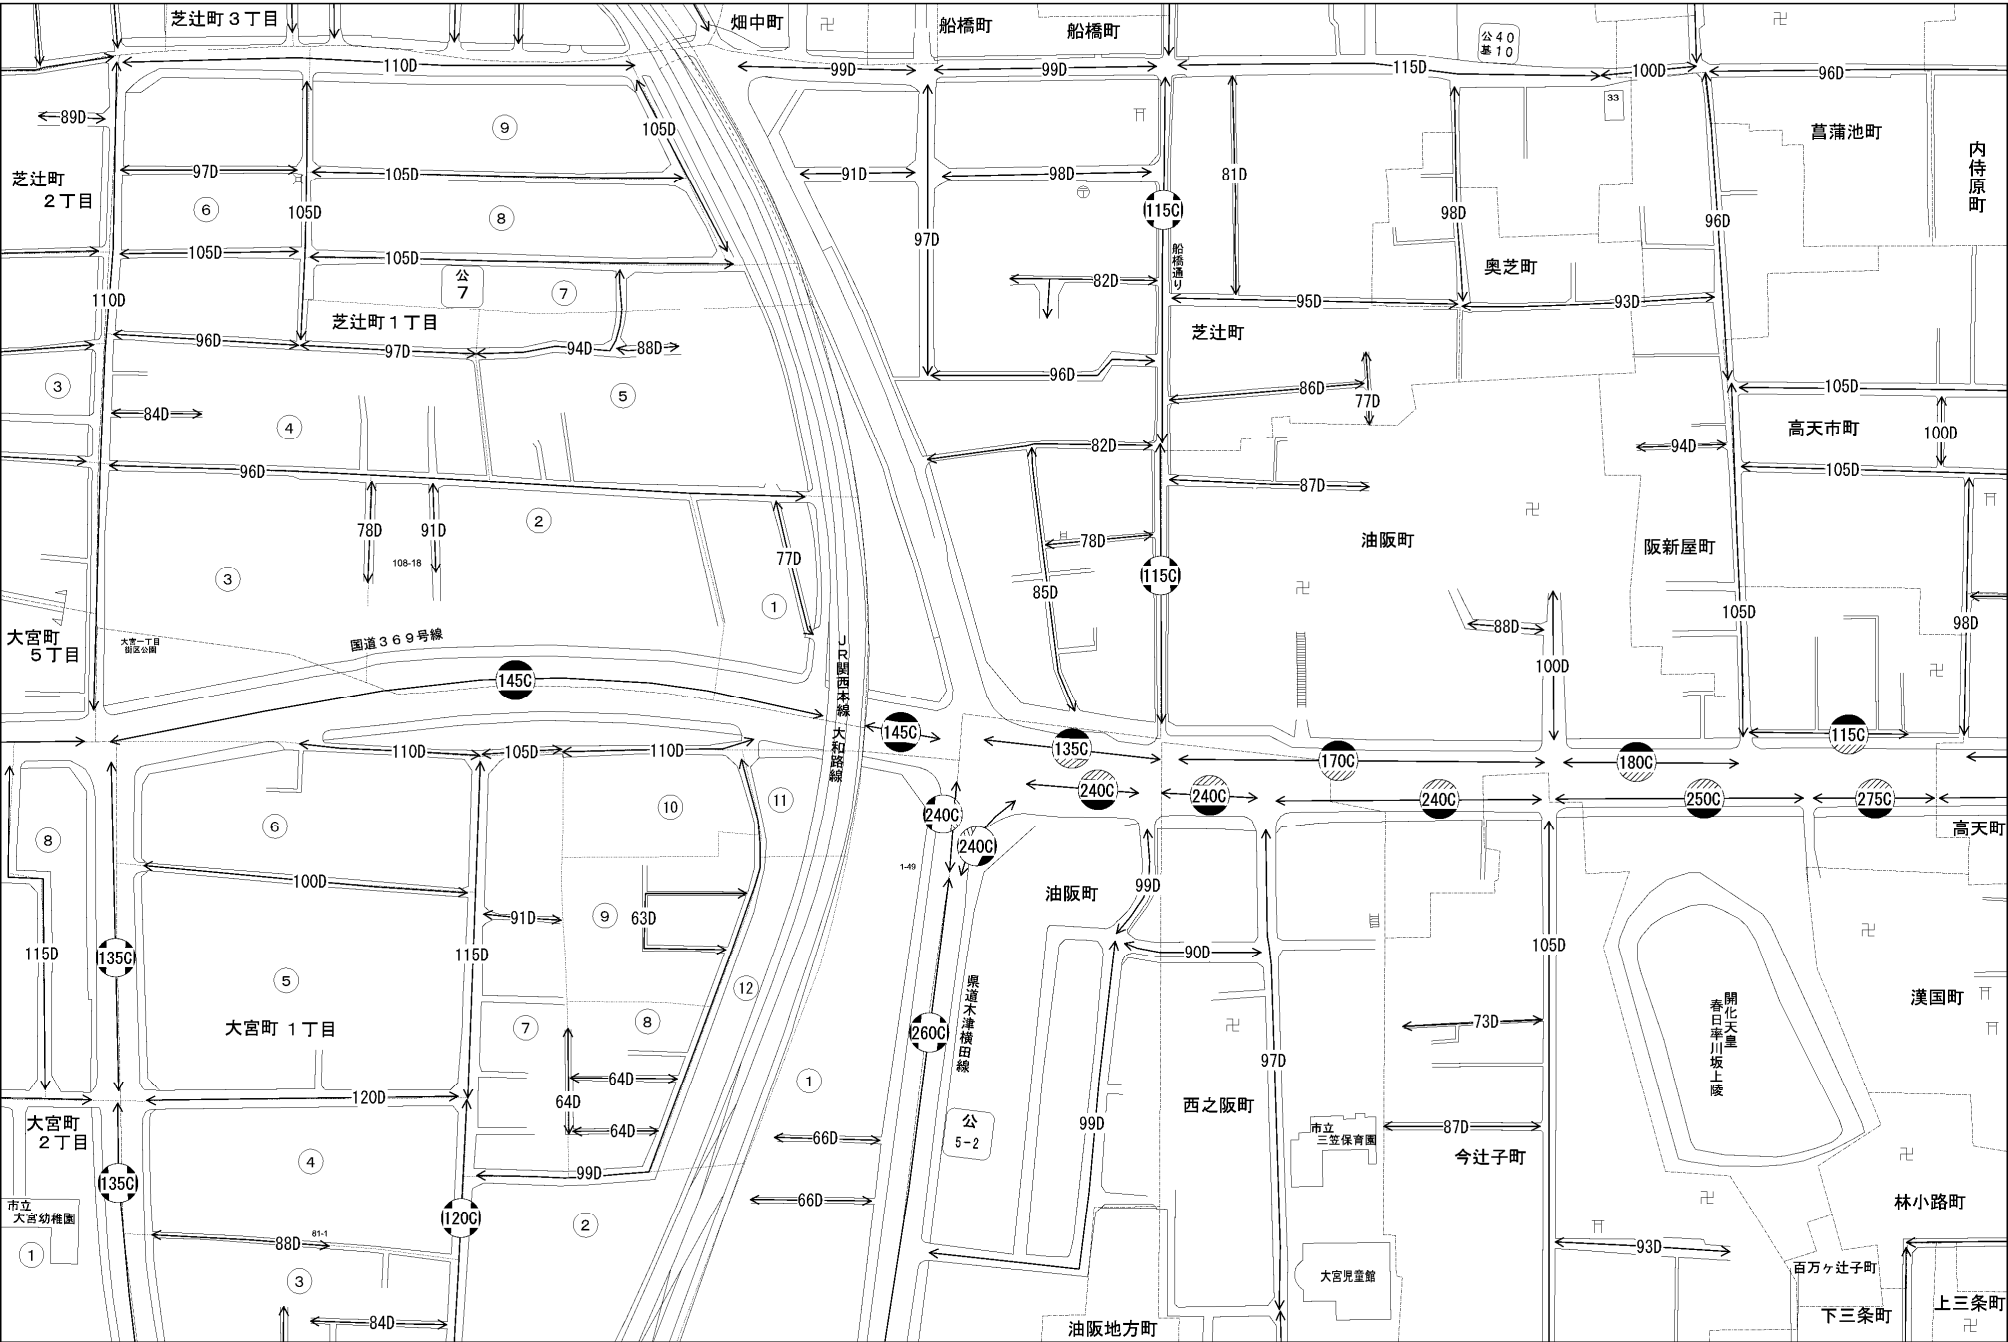 芝辻町３丁目
畑中町
船橋町
船橋町
公40
墓10
卍
卍
110D
99D
99D
115D
100D
96D
89D
⑨
105D
33
菖蒲池町
内侍原町
芝辻町
２丁目
97D
105D
91D
98D
81D
⑥
105D
⑧
115C
98D
96D
105D
105D
97D
船橋通り
奥芝町
公
7
⑦
82D
110D
95D
93D
芝辻町１丁目
芝辻町
96D
97D
94D
88D
96D
③
⑤
86D
77D
105D
84D
④
高天市町
100D
82D
94D
96D
105D
87D
78D
91D
②
卍
油阪町
阪新屋町
78D
77D
108-18
③
115C
卍
85D
①
105D
98D
大宮町
５丁目
大宮一丁目
街区公園
国道３６９号線
88D
ＪＲ関西本線 大和路線
100D
卍
145C
145C
135C
170C
180C
115C
110D
105D
110D
240C
240C
240C
240C
250C
275C
⑩
⑪
⑥
⑧
240C
高天町
1-49
100D
油阪町
99D
91D
⑨
63D
卍
115D
135C
115D
90D
105D
⑤
⑫
県道木津横田線
開化天皇
春日率川坂上陵
漢国町
大宮町 １丁目
⑦
⑧
260C
卍
73D
97D
64D
①
120D
64D
西之阪町
大宮町
２丁目
64D
66D
公
5-2
99D
市立
三笠保育園
87D
今辻子町
卍
④
99D
135C
66D
卍
林小路町
市立
大宮幼稚園
120C
②
①
88D
81-1
93D
③
大宮児童館
百万ヶ辻子町
84D
油阪地方町
下三条町
上三条町
卍